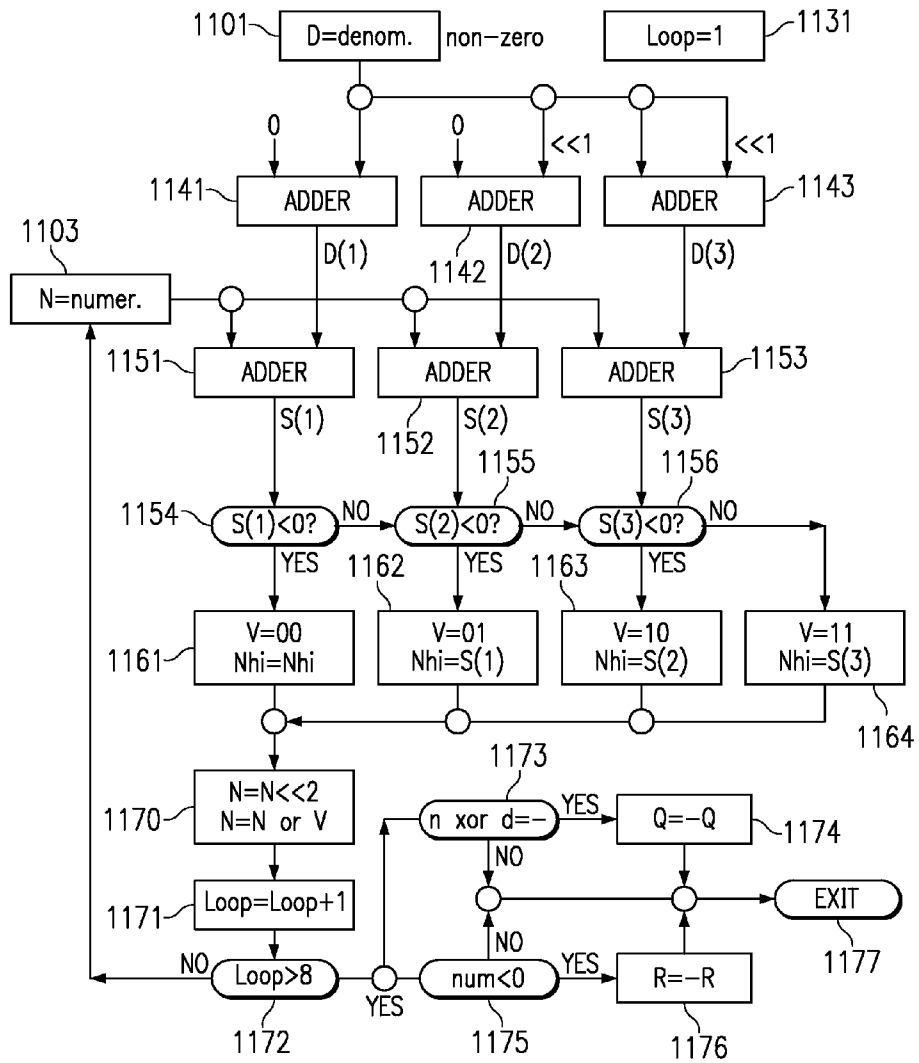 1101
D=denom.
non-zero
Loop=1
1131
0
0
<<1
<<1
1141
ADDER
ADDER
ADDER
1143
1142
D(1)
D(2)
D(3)
1103
N=numer.
1151
ADDER
ADDER
ADDER
1153
1152
S(1)
S(2)
S(3)
1155
1156
1154
S(1)<0?
NO
S(2)<0?
NO
S(3)<0?
NO
YES
YES
YES
1162
1163
1161
V=00
Nhi=Nhi
V=01
Nhi=S(1)
V=10
Nhi=S(2)
V=11
Nhi=S(3)
1164
1173
1170
N=N<<2
N=N or V
n xor d=–
YES
Q=–Q
1174
NO
1171
Loop=Loop+1
EXIT
1177
NO
NO
Loop>8
YES
num<0
YES
R=–R
1172
1175
1176